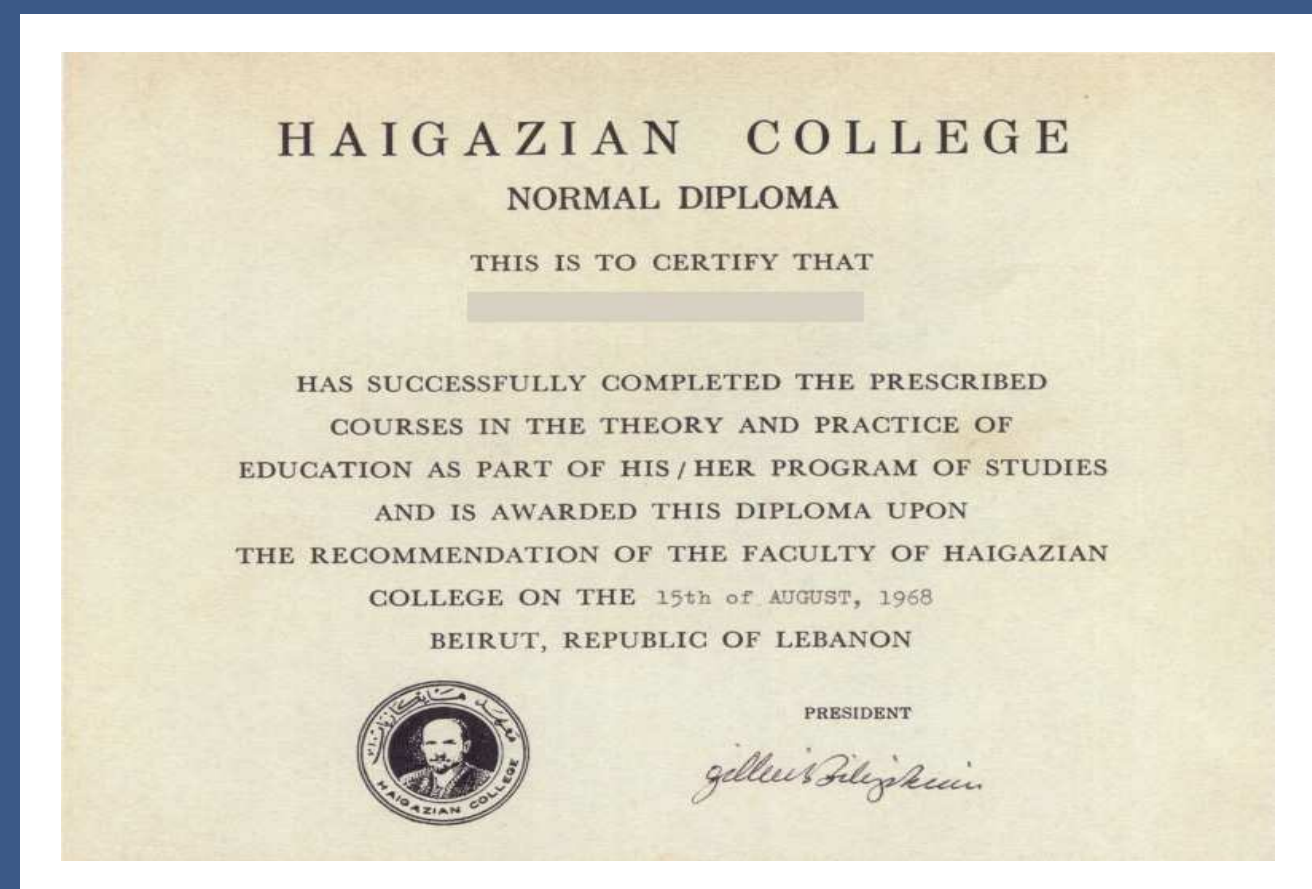 HAIGAZIAN COLLEGE
NORMAL DIPLOMA
THIS IS TO CERTIFY THAT
HAS SUCCESSFULLY COMPLETED THE PRESCRIBED
COURSES IN THE THEORY AND PRACTICE OF
EDUCATION AS PART OF HIS / HER PROGRAM OF STUDIES
AND IS AWARDED THIS DIPLOMA UPON
THE RECOMMENDATION OF THE FACULTY OF HAIGAZIAN
COLLEGE ON THE 15th of AUGUST, 1968
BEIRUT, REPUBLIC OF LEBANON
PRESIDENT
HAIGAZIAN COLLEGE